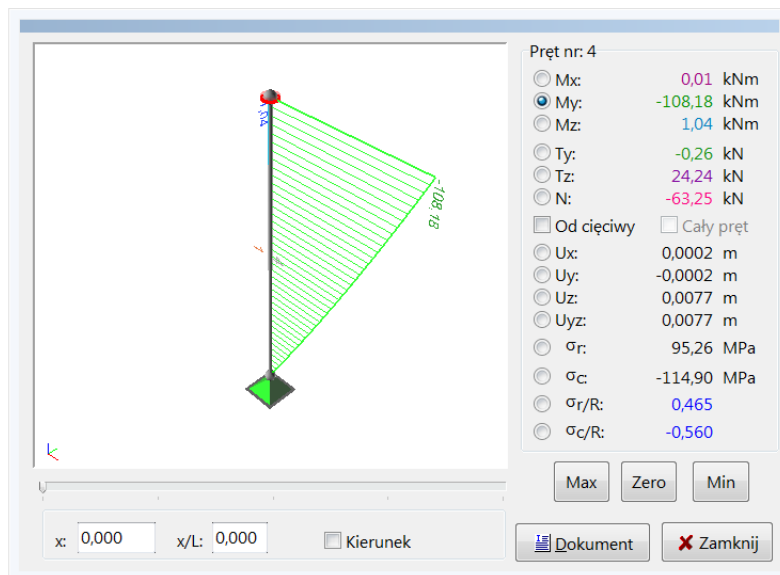 Pręt nr: 4
Mx: 0,01 kNm
My: -108,18 kNm
Mz: 1,04 kNm
Ty: -0,26 kN
Tz: 24,24 kN
N: -63,25 kN
Od cięciwy Cały pręt
Ux: 0,0002 m
Uy: -0,0002 m
Uz: 0,0077 m
Uyz: 0,0077 m
σr: 95,26 MPa
σc: -114,90 MPa
σr/R: 0,465
σc/R: -0,560
Max Zero Min
Dokument Zamknij
1,04
-108,18
x: 0,000 x/L: 0,000 Kierunek